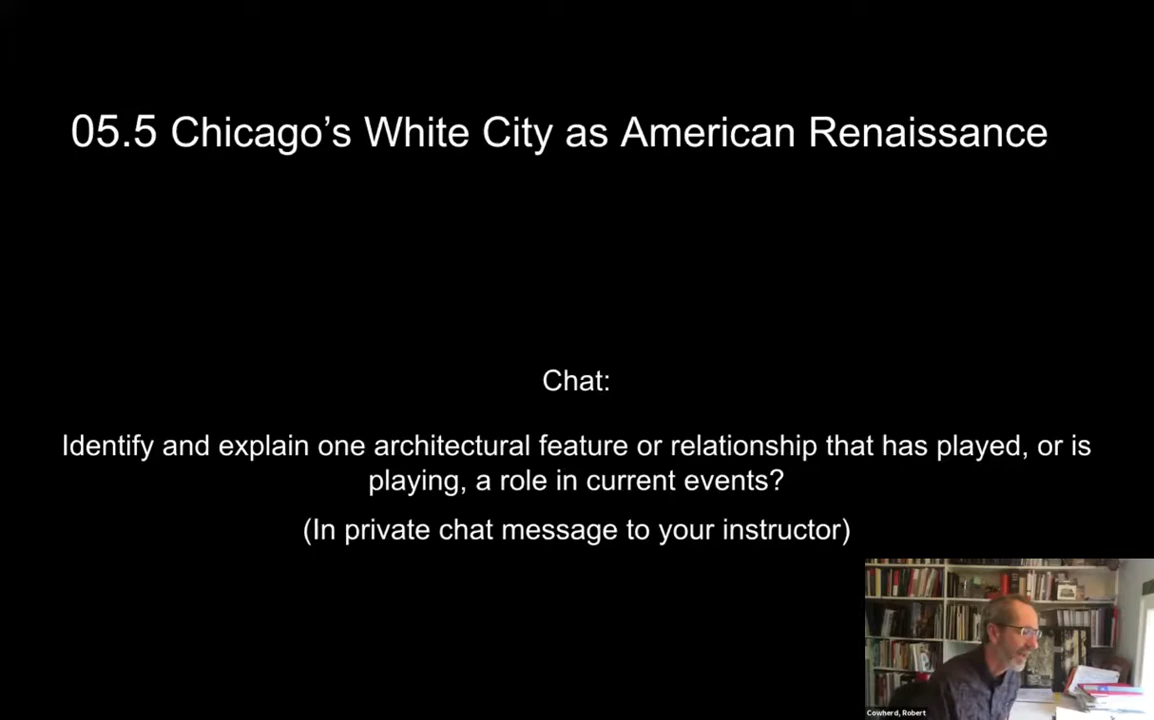 05.5 Chicago’s White City as American Renaissance
Chat:
Identify and explain one architectural feature or relationship that has played, or is
playing, a role in current events?
(In private chat message to your instructor)
Cowherd, Robert